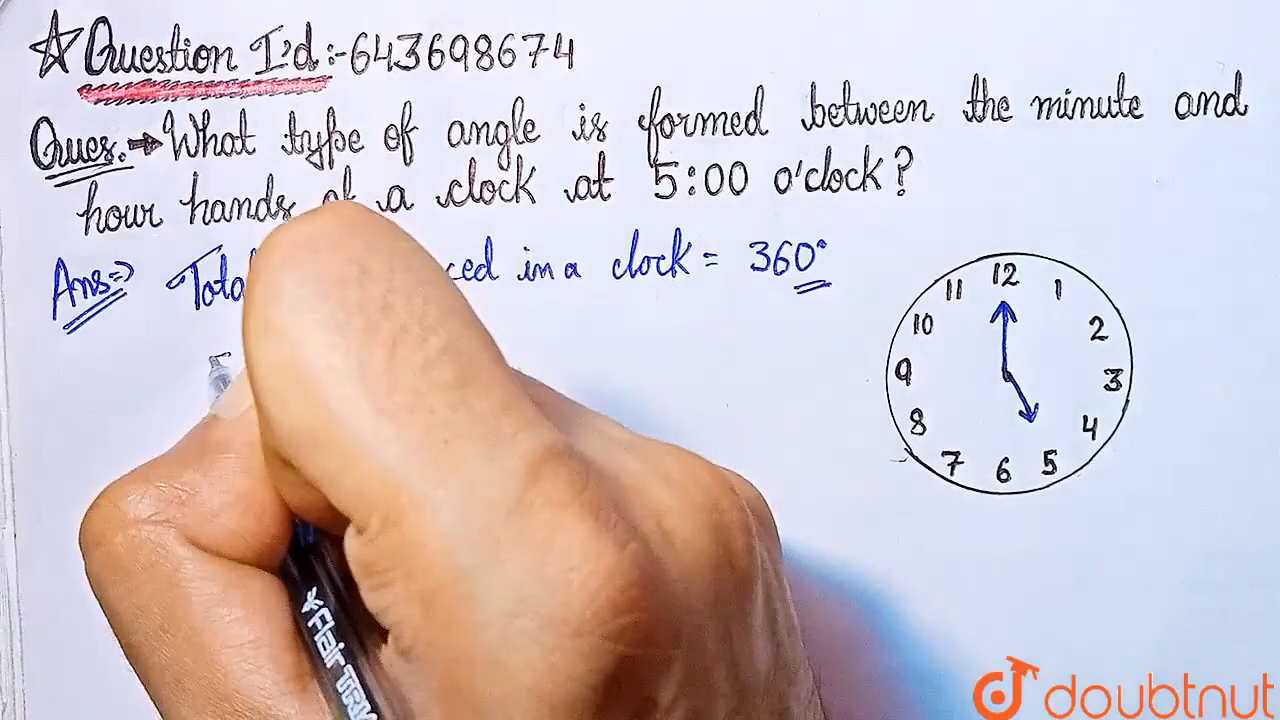 ☆ Question I'd :- 643698674
Ques. → What type of angle is formed between the minute and
hour hands of a clock at 5:00 o'clock?
Ans ⇒ in a clock = 360°
12
11 1
10 2
9 3
8 4
7 6 5
Flair
doubtnut